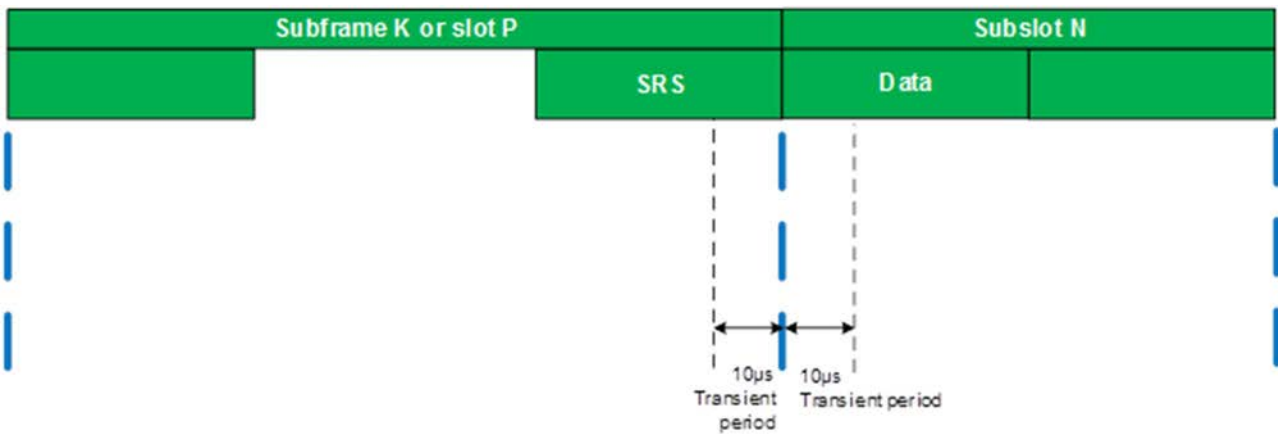 Subframe K or slot P
Subslot N
SRS
Data
10µs
Transient
period
10µs
Transient period